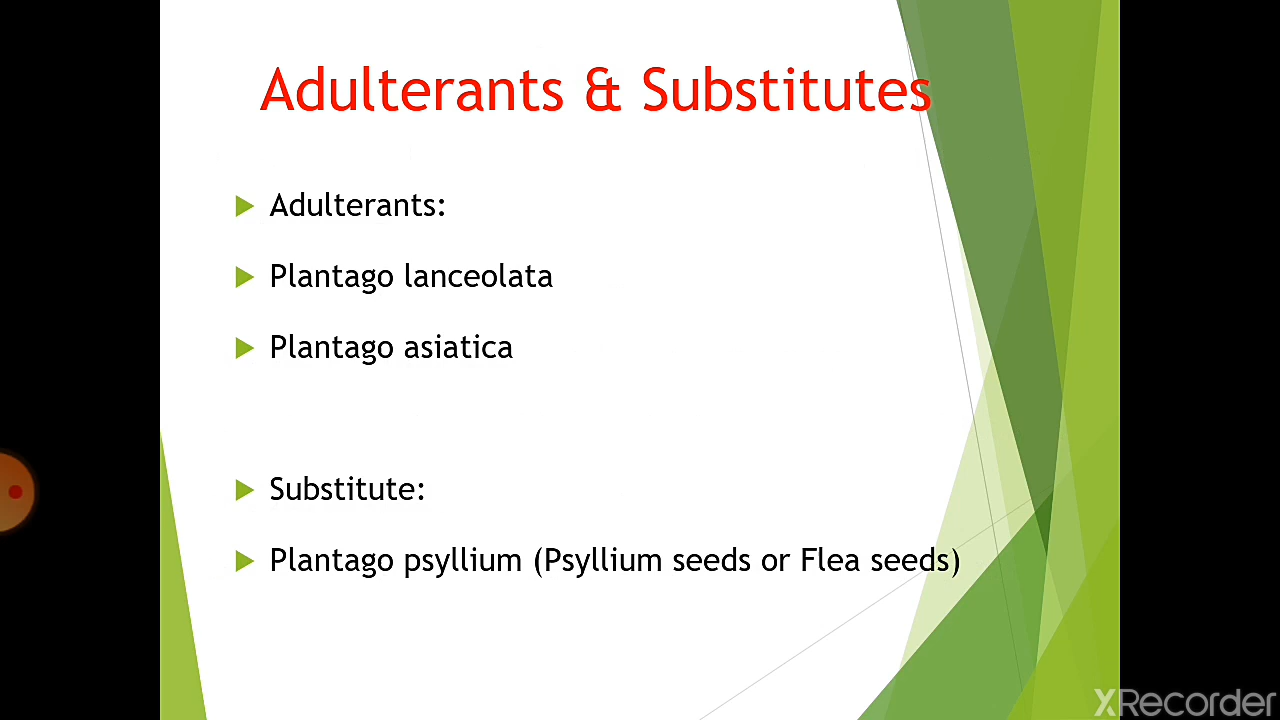 Adulterants & Substitutes
Adulterants:
Plantago lanceolata
Plantago asiatica
Substitute:
Plantago psyllium (Psyllium seeds or Flea seeds)
XRecorder